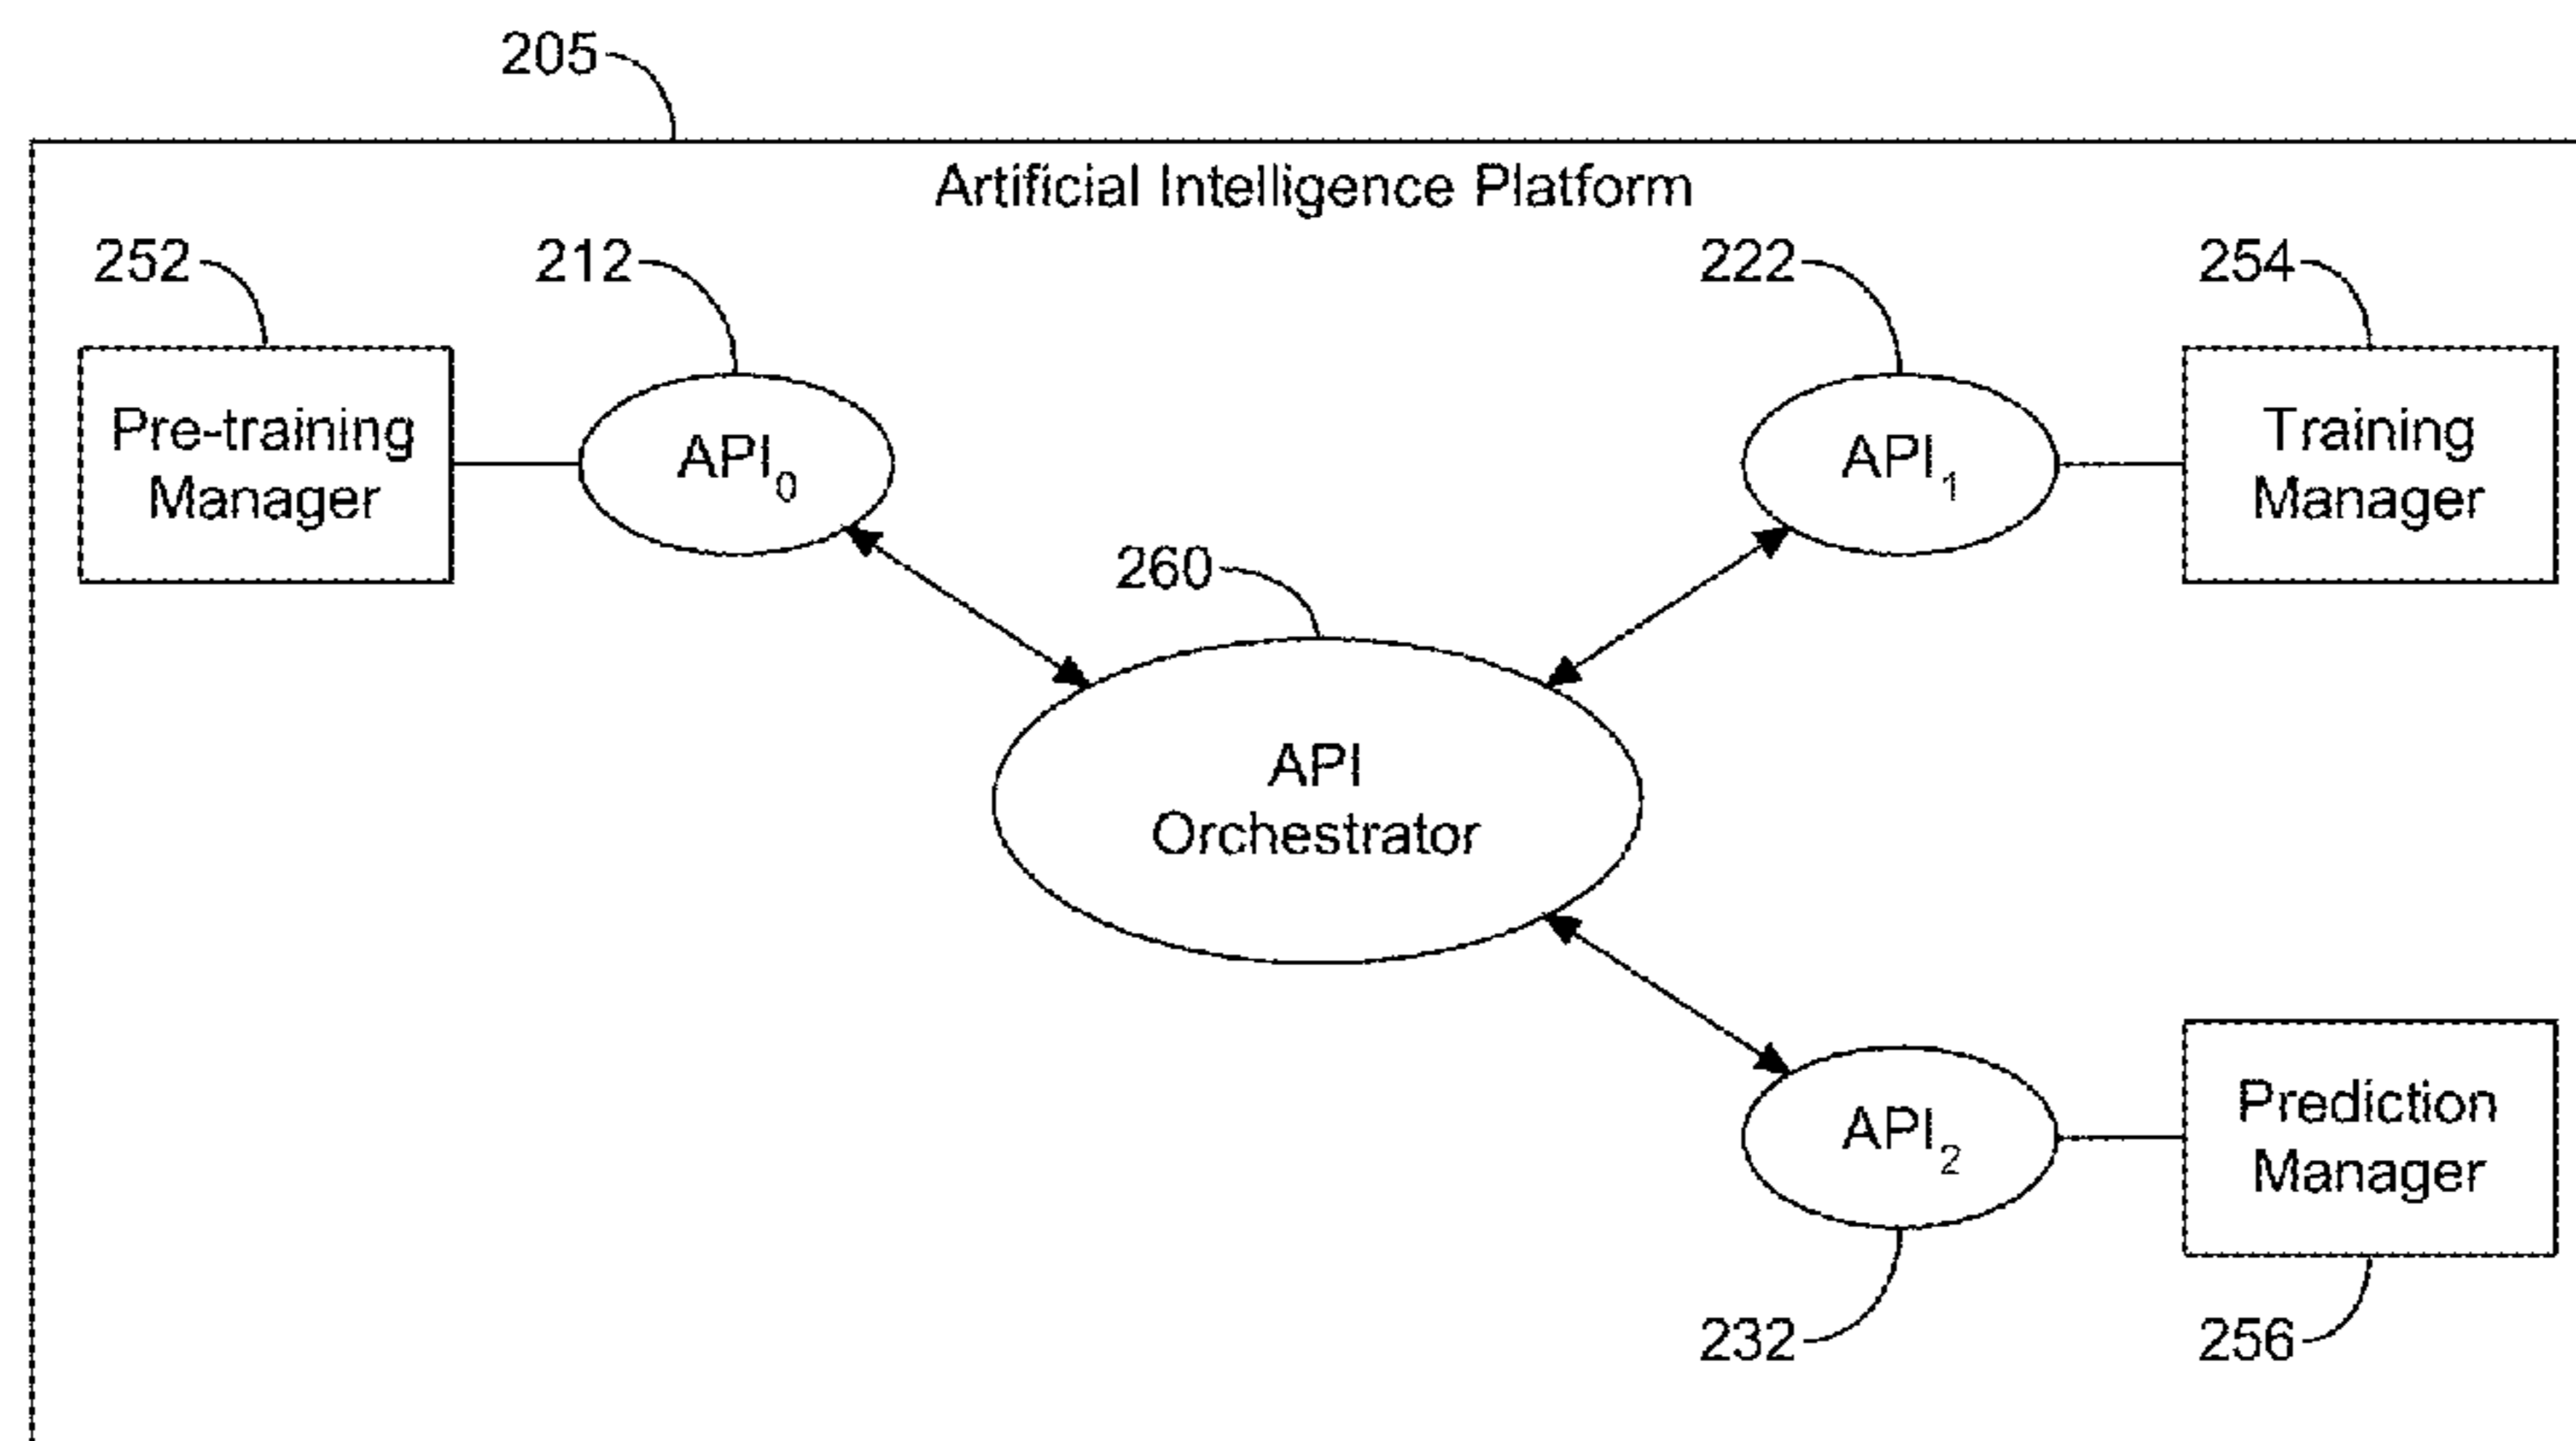 205
Artificial Intelligence Platform
252
212
222
254
Pre-training
Manager
API₀
API₁
Training
Manager
260
API
Orchestrator
API₂
Prediction
Manager
232
256